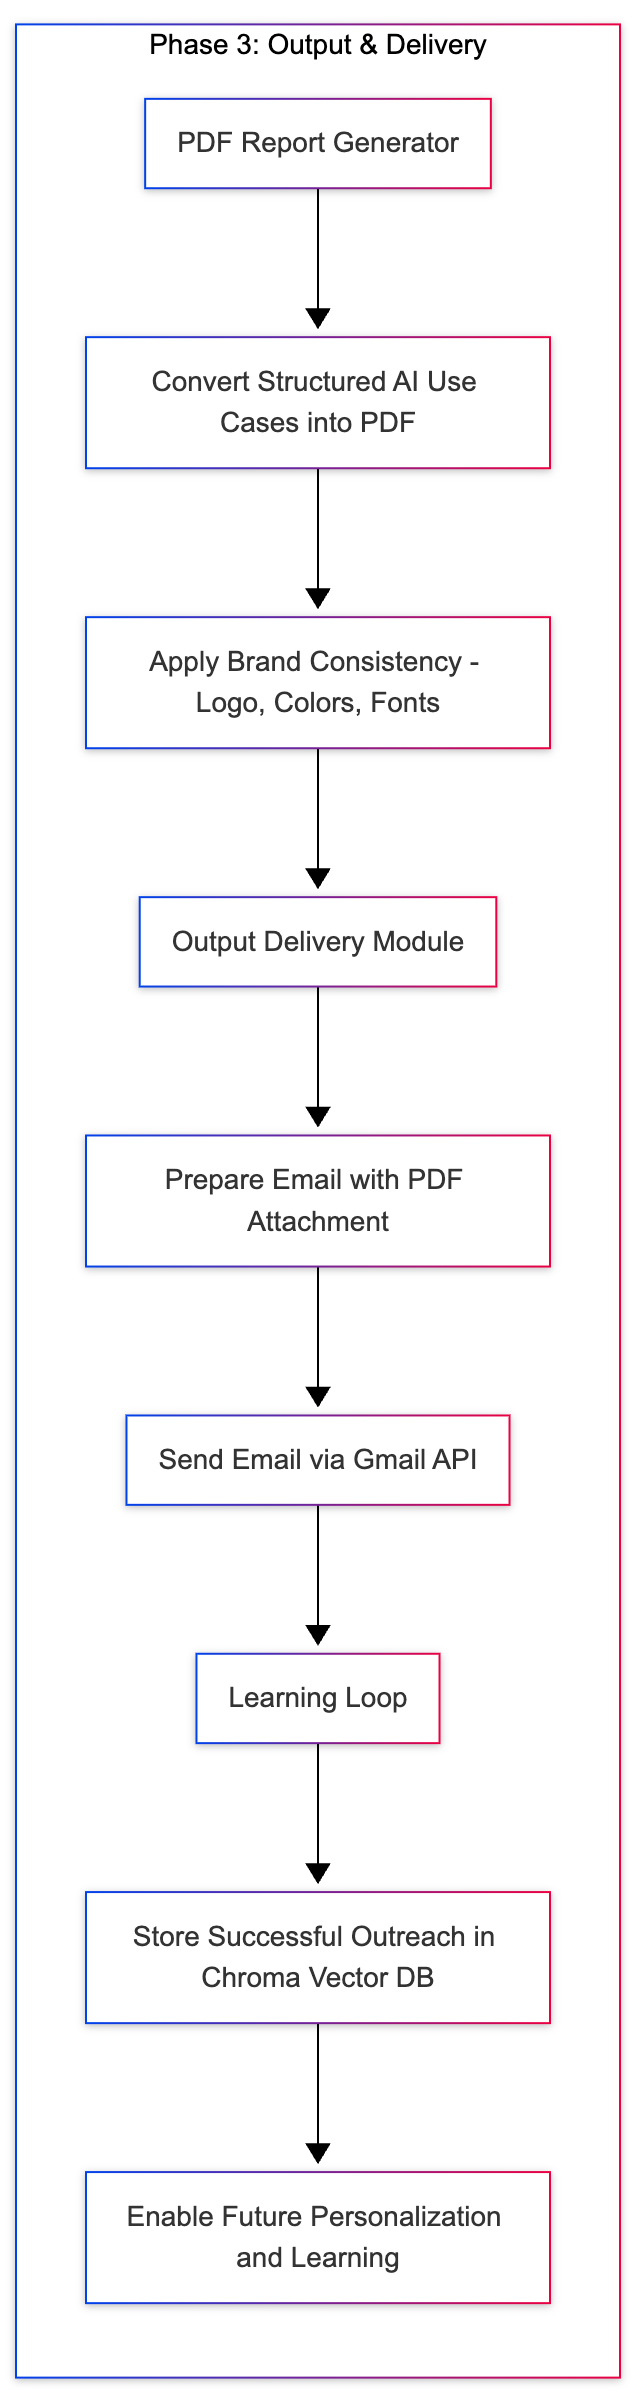 Phase 3: Output & Delivery
PDF Report Generator
Convert Structured AI Use
Cases into PDF
Apply Brand Consistency -
Logo, Colors, Fonts
Output Delivery Module
Prepare Email with PDF
Attachment
Send Email via Gmail API
Learning Loop
Store Successful Outreach in
Chroma Vector DB
Enable Future Personalization
and Learning